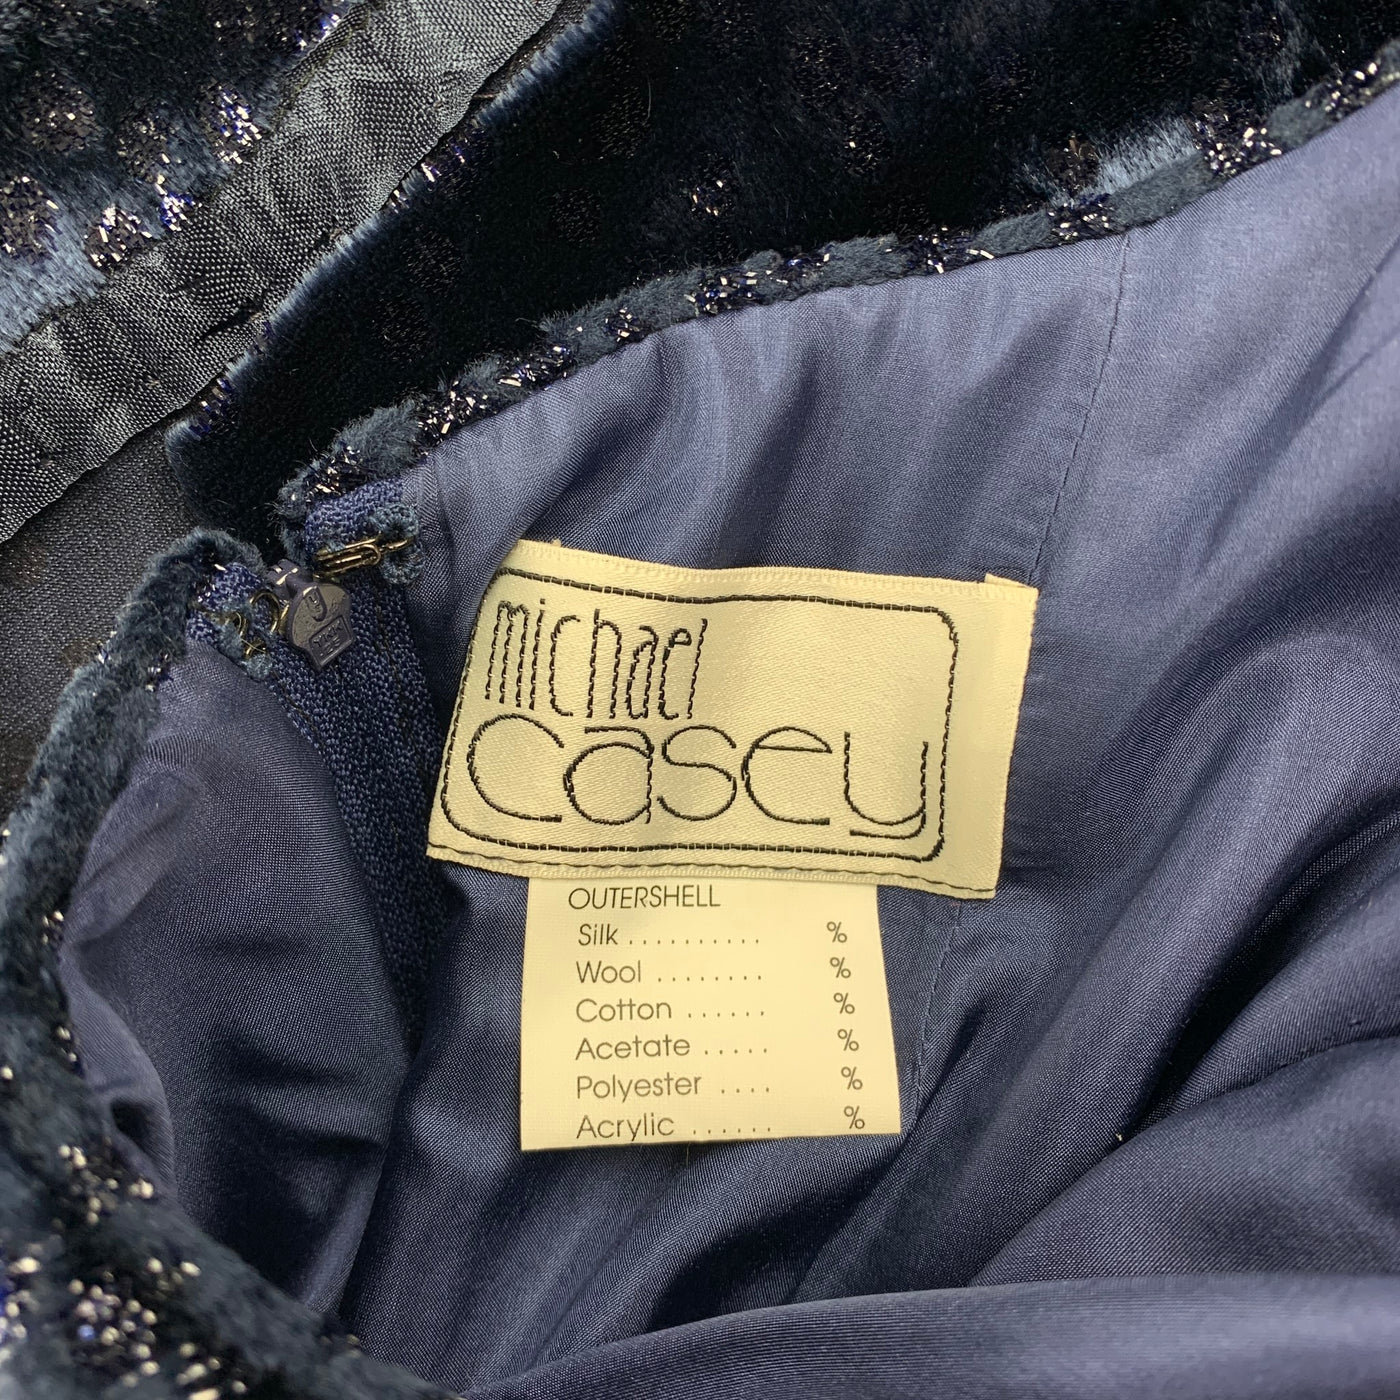 michael
casey
OUTERSHELL
Silk .......... %
Wool ........ %
Cotton ...... %
Acetate ..... %
Polyester .... %
Acrylic ...... %